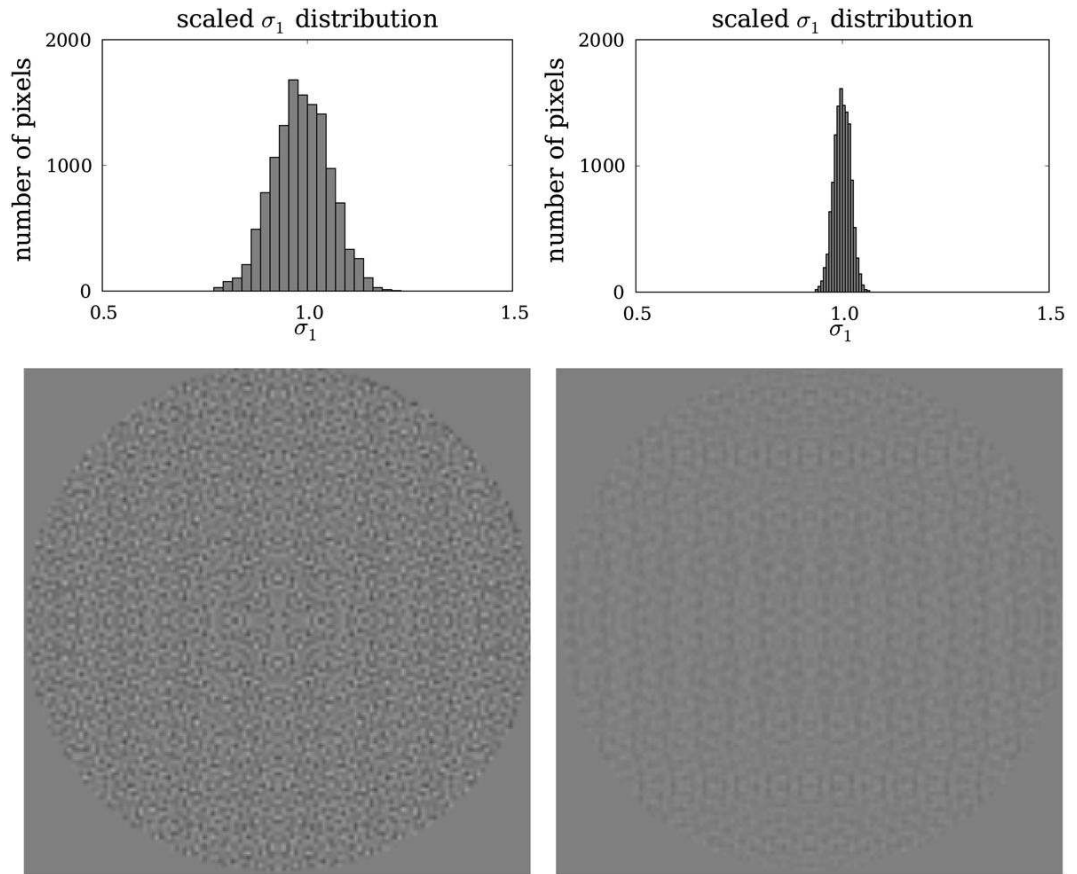 scaled σ₁ distribution
2000
1000
0
number of pixels
0.5
1.0
1.5
σ₁
scaled σ₁ distribution
2000
1000
0
number of pixels
0.5
1.0
1.5
σ₁